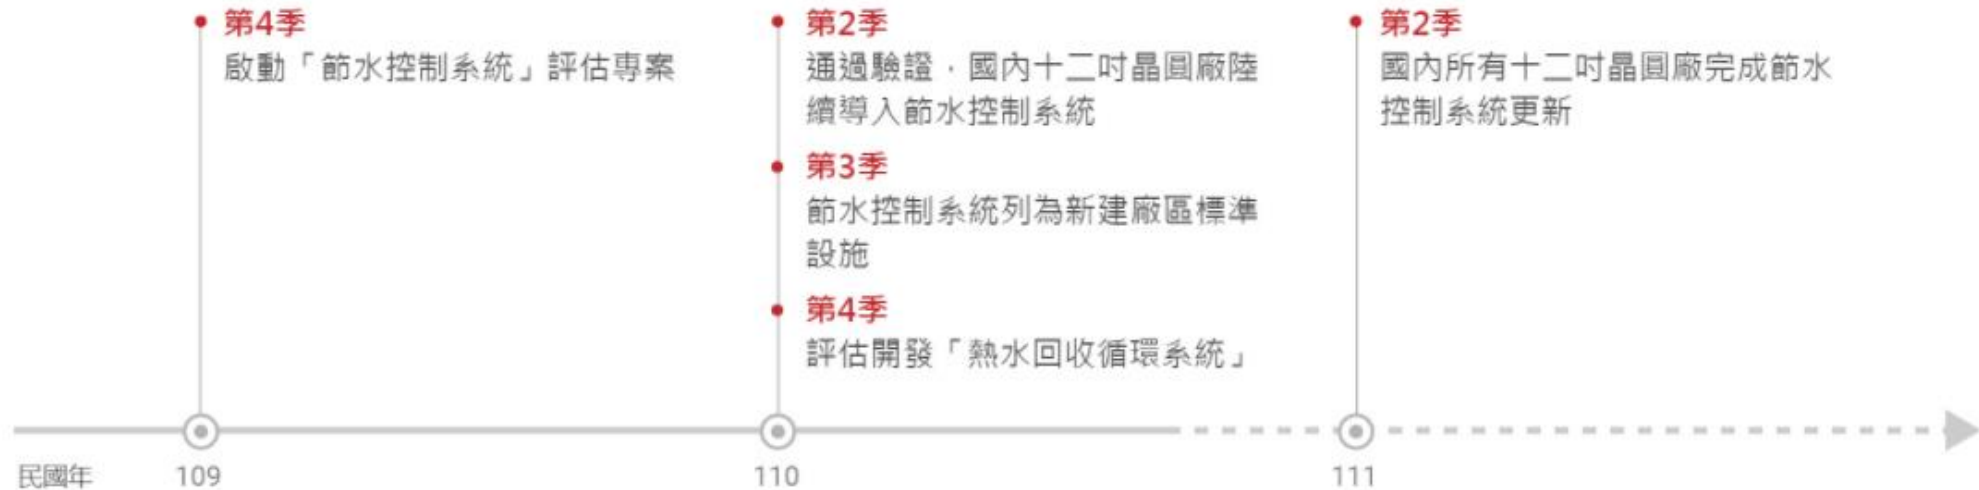 第4季
啟動「節水控制系統」評估專案
第2季
通過驗證，國內十二吋晶圓廠陸
續導入節水控制系統
第3季
節水控制系統列為新建廠區標準
設施
第4季
評估開發「熱水回收循環系統」
第2季
國內所有十二吋晶圓廠完成節水
控制系統更新
民國年
109
110
111